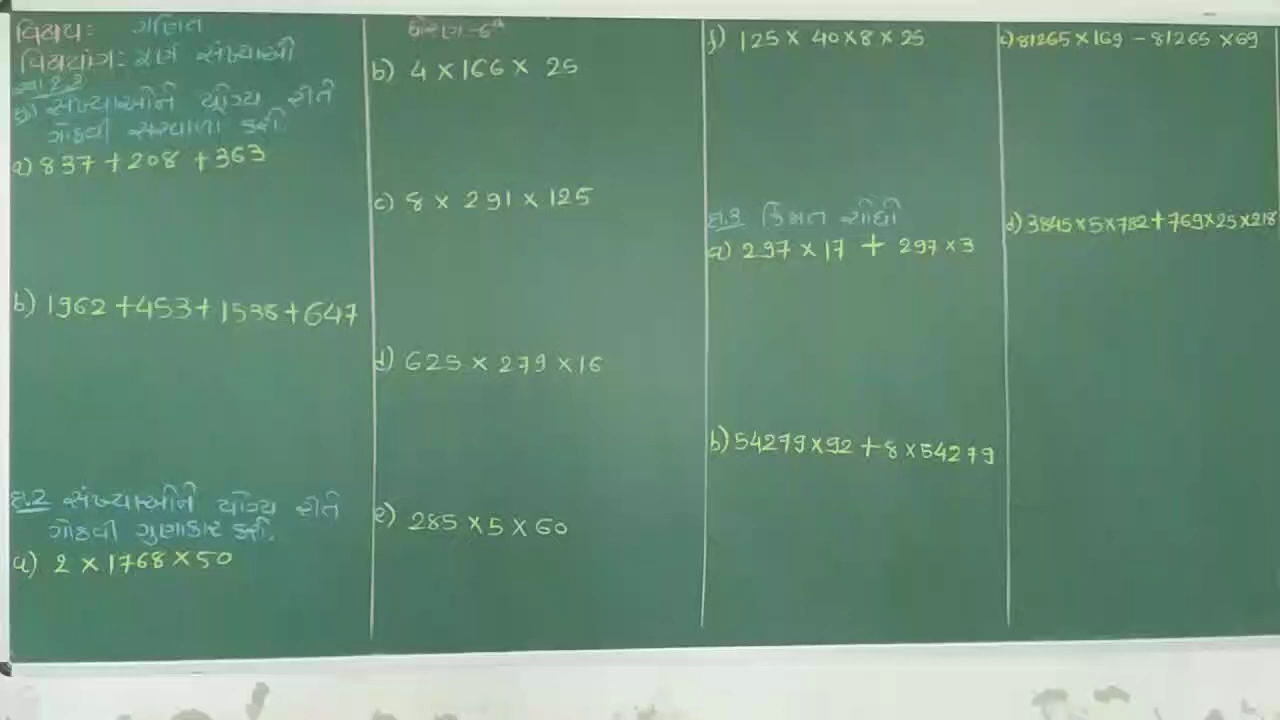 વિષય: ગણિત
ધોરણ-6th
વિષયાંગ: પૂર્ણ સંખ્યાઓ
સ્વા 2.2
પ્ર.1 સંખ્યાઓને યોગ્ય રીતે
ગોઠવી સરવાળા કરો.
a) 837 + 208 + 363
b) 1962 + 453 + 1538 + 647
પ્ર.2 સંખ્યાઓને યોગ્ય રીતે
ગોઠવી ગુણાકાર કરો.
a) 2 × 1768 × 50
b) 4 × 166 × 25
c) 8 × 291 × 125
d) 625 × 279 × 16
e) 285 × 5 × 60
f) 125 × 40 × 8 × 25
પ્ર.3 કિંમત શોધો
a) 297 × 17 + 297 × 3
b) 54279 × 92 + 8 × 54279
c) 81265 × 169 - 81265 × 69
d) 3845 × 5 × 782 + 769 × 25 × 218